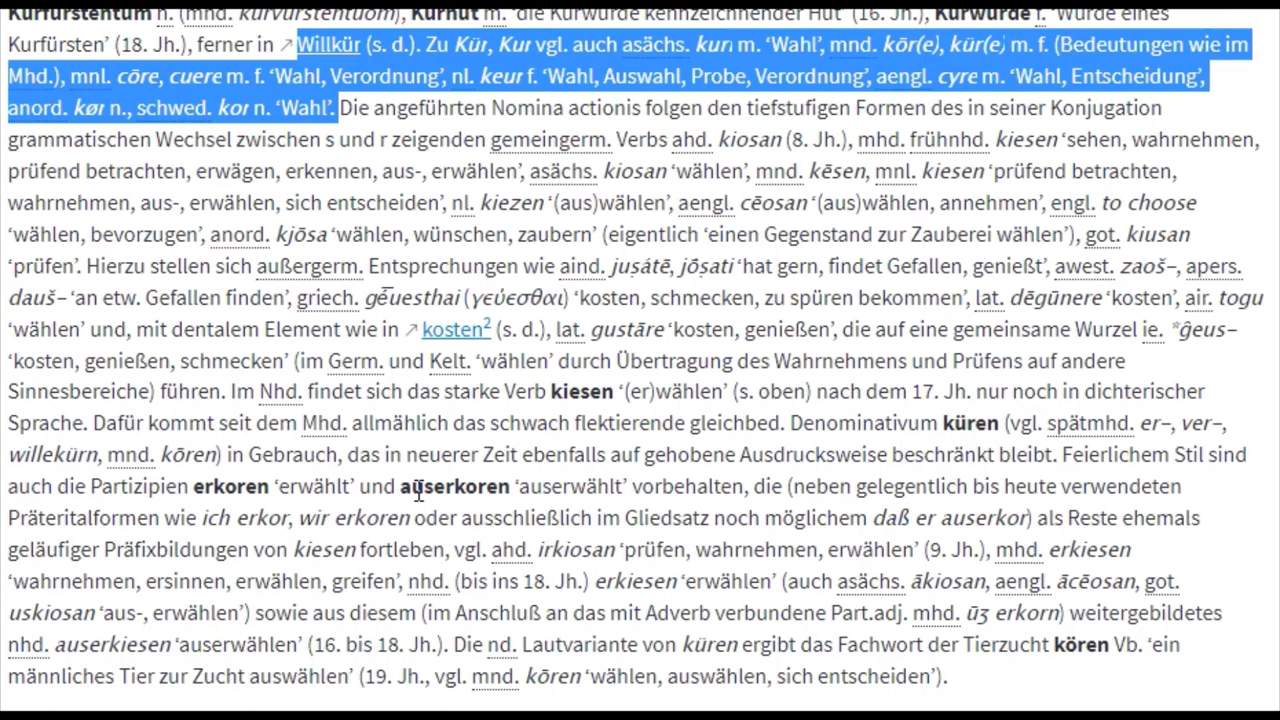 Kurfürstentum n. (mnd. kurvurstentuom), Kurhut m. ‘die Kurwürde kennzeichnender Hut’ (16. Jh.), Kurwürde f. ‘Würde eines
Kurfürsten’ (18. Jh.), ferner in ↗Willkür (s. d.). Zu Kür, Kur vgl. auch asächs. kuri m. ‘Wahl’, mnd. kōr(e), kür(e) m. f. (Bedeutungen wie im
Mhd.), mnl. cōre, cuere m. f. ‘Wahl, Verordnung’, nl. keur f. ‘Wahl, Auswahl, Probe, Verordnung’, aengl. cyre m. ‘Wahl, Entscheidung’,
anord. kør n., schwed. kor n. ‘Wahl’. Die angeführten Nomina actionis folgen den tiefstufigen Formen des in seiner Konjugation
grammatischen Wechsel zwischen s und r zeigenden gemeingerm. Verbs ahd. kiosan (8. Jh.), mhd. frühnhd. kiesen ‘sehen, wahrnehmen,
prüfend betrachten, erwägen, erkennen, aus-, erwählen’, asächs. kiosan ‘wählen’, mnd. kēsen, mnl. kiesen ‘prüfend betrachten,
wahrnehmen, aus-, erwählen, sich entscheiden’, nl. kiezen ‘(aus)wählen’, aengl. cēosan ‘(aus)wählen, annehmen’, engl. to choose
‘wählen, bevorzugen’, anord. kjōsa ‘wählen, wünschen, zaubern’ (eigentlich ‘einen Gegenstand zur Zauberei wählen’), got. kiusan
‘prüfen’. Hierzu stellen sich außergerm. Entsprechungen wie aind. juṣátē, jṓṣati ‘hat gern, findet Gefallen, genießt’, awest. zaoš–, apers.
dauš– ‘an etw. Gefallen finden’, griech. gé͞uesthai (γεύεσθαι) ‘kosten, schmecken, zu spüren bekommen’, lat. dēgūnere ‘kosten’, air. togu
‘wählen’ und, mit dentalem Element wie in ↗kosten² (s. d.), lat. gustāre ‘kosten, genießen’, die auf eine gemeinsame Wurzel ie. *ĝeus–
‘kosten, genießen, schmecken’ (im Germ. und Kelt. ‘wählen’ durch Übertragung des Wahrnehmens und Prüfens auf andere
Sinnesbereiche) führen. Im Nhd. findet sich das starke Verb kiesen ‘(er)wählen’ (s. oben) nach dem 17. Jh. nur noch in dichterischer
Sprache. Dafür kommt seit dem Mhd. allmählich das schwach flektierende gleichbed. Denominativum küren (vgl. spätmhd. er–, ver–,
willekürn, mnd. kōren) in Gebrauch, das in neuerer Zeit ebenfalls auf gehobene Ausdrucksweise beschränkt bleibt. Feierlichem Stil sind
auch die Partizipien erkoren ‘erwählt’ und auserkoren ‘auserwählt’ vorbehalten, die (neben gelegentlich bis heute verwendeten
Präteritalformen wie ich erkor, wir erkoren oder ausschließlich im Gliedsatz noch möglichem daß er auserkor) als Reste ehemals
geläufiger Präfixbildungen von kiesen fortleben, vgl. ahd. irkiosan ‘prüfen, wahrnehmen, erwählen’ (9. Jh.), mhd. erkiesen
‘wahrnehmen, ersinnen, erwählen, greifen’, nhd. (bis ins 18. Jh.) erkiesen ‘erwählen’ (auch asächs. ākiosan, aengl. ācēosan, got.
uskiosan ‘aus-, erwählen’) sowie aus diesem (im Anschluß an das mit Adverb verbundene Part.adj. mhd. ūʒ erkorn) weitergebildetes
nhd. auserkiesen ‘auserwählen’ (16. bis 18. Jh.). Die nd. Lautvariante von küren ergibt das Fachwort der Tierzucht kören Vb. ‘ein
männliches Tier zur Zucht auswählen’ (19. Jh., vgl. mnd. kōren ‘wählen, auswählen, sich entscheiden’).